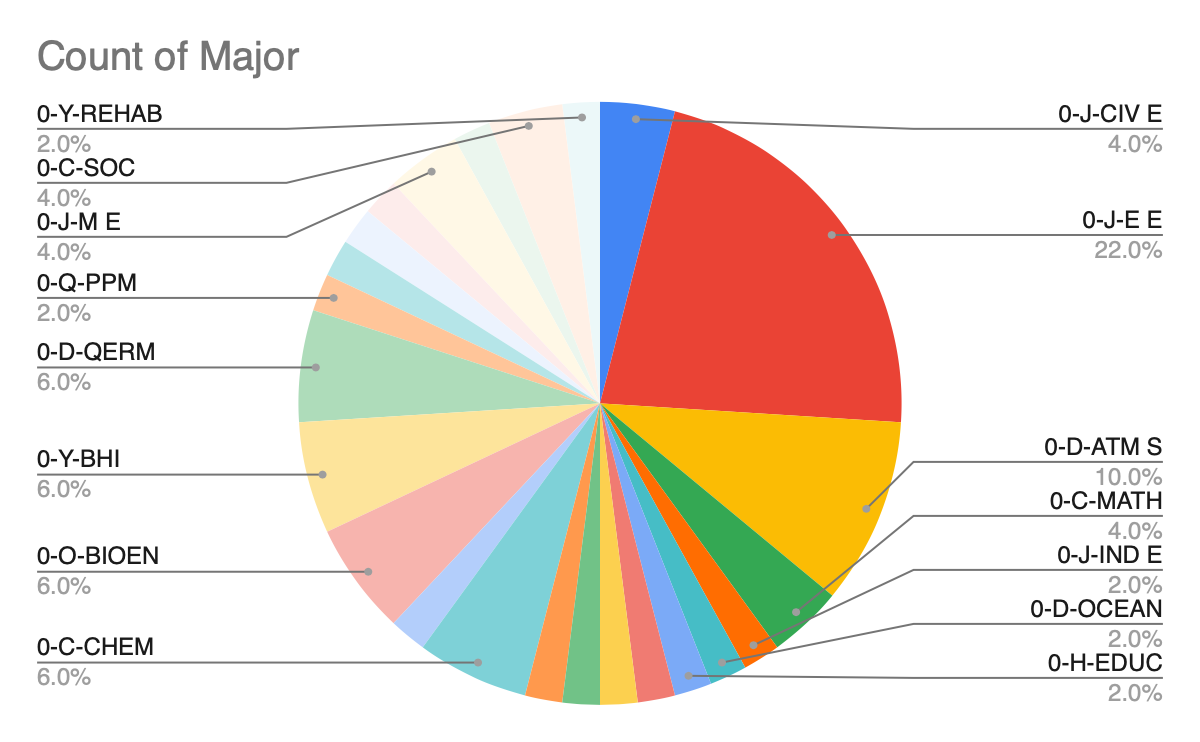 Count of Major
0-Y-REHAB
2.0%
0-C-SOC
4.0%
0-J-M E
4.0%
0-Q-PPM
2.0%
0-D-QERM
6.0%
0-Y-BHI
6.0%
0-O-BIOEN
6.0%
0-C-CHEM
6.0%
0-J-CIV E
4.0%
0-J-E E
22.0%
0-D-ATM S
10.0%
0-C-MATH
4.0%
0-J-IND E
2.0%
0-D-OCEAN
2.0%
0-H-EDUC
2.0%